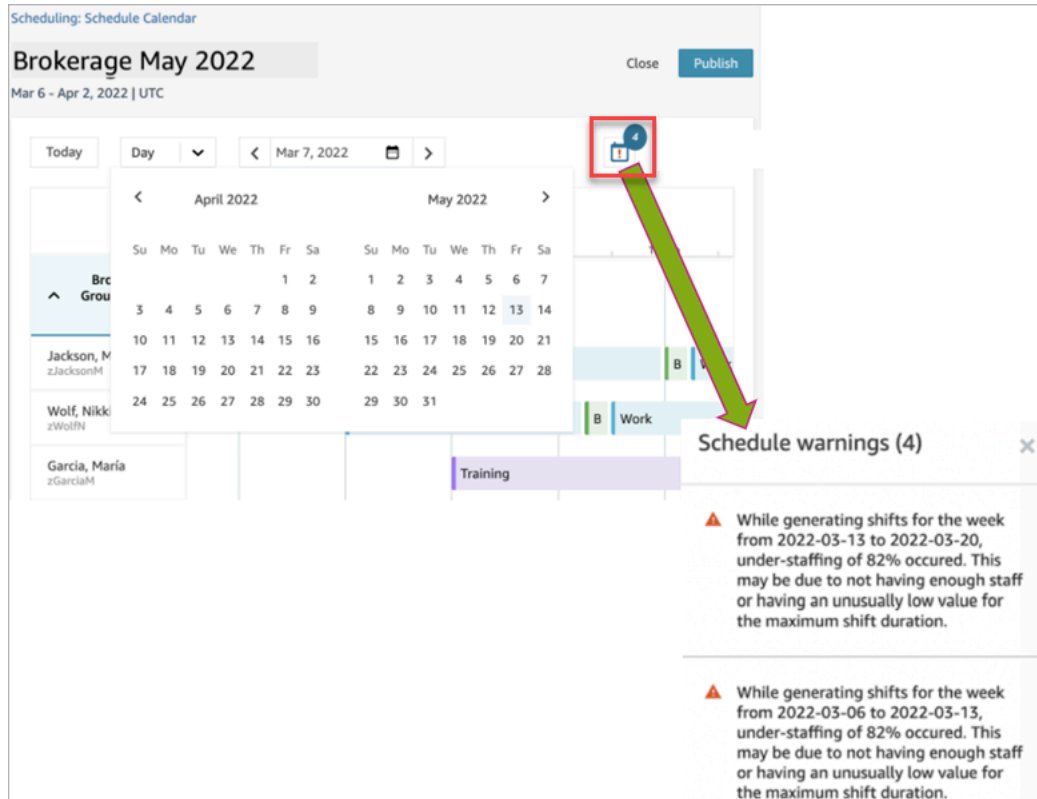 Scheduling: Schedule Calendar
Brokerage May 2022
Close
Publish
Mar 6 - Apr 2, 2022 | UTC
4
Today
Day
Mar 7, 2022
April 2022
May 2022
Su Mo Tu We Th Fr Sa
Su Mo Tu We Th Fr Sa
1 2
1 2 3 4 5 6 7
3 4 5 6 7 8 9
8 9 10 11 12 13 14
10 11 12 13 14 15 16
15 16 17 18 19 20 21
17 18 19 20 21 22 23
22 23 24 25 26 27 28
24 25 26 27 28 29 30
29 30 31
Jackson, M
zJacksonM
B
Wolf, Nikki
zWolfN
B Work
Garcia, María
zGarciaM
Training
Schedule warnings (4)
While generating shifts for the week
from 2022-03-13 to 2022-03-20,
under-staffing of 82% occured. This
may be due to not having enough staff
or having an unusually low value for
the maximum shift duration.
While generating shifts for the week
from 2022-03-06 to 2022-03-13,
under-staffing of 82% occured. This
may be due to not having enough staff
or having an unusually low value for
the maximum shift duration.